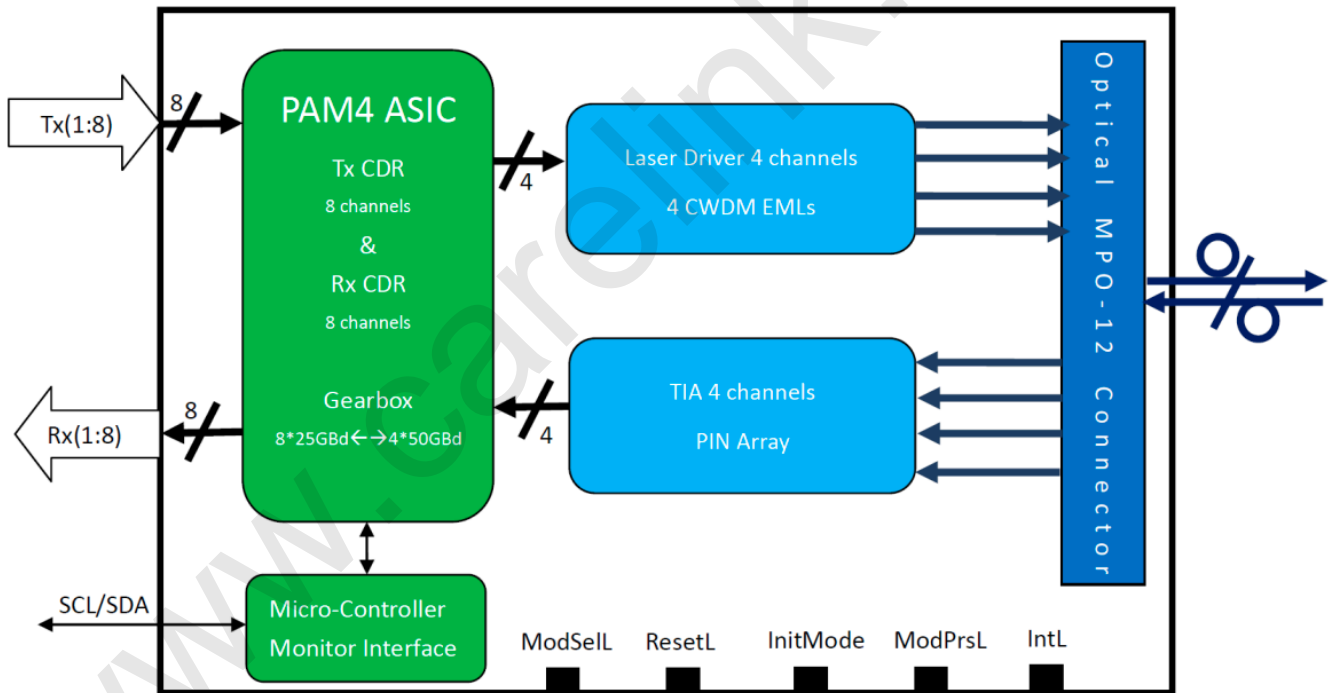 Tx(1:8)
8
PAM4 ASIC
Tx CDR
8 channels
&
Rx CDR
8 channels
Gearbox
8*25GBd←→4*50GBd
4
Laser Driver 4 channels
4 CWDM EMLs
Optical MPO-12 Connector
Rx(1:8)
8
4
TIA 4 channels
PIN Array
SCL/SDA
Micro-Controller
Monitor Interface
ModSelL
ResetL
InitMode
ModPrsL
IntL
www.carelink.